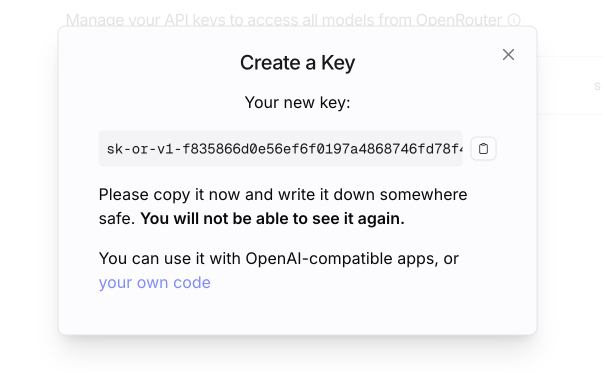 Manage your API keys to access all models from OpenRouter
Create a Key
Your new key:
sk-or-v1-f835866d0e56ef6f0197a4868746fd78f4
Please copy it now and write it down somewhere
safe. You will not be able to see it again.
You can use it with OpenAI-compatible apps, or
your own code